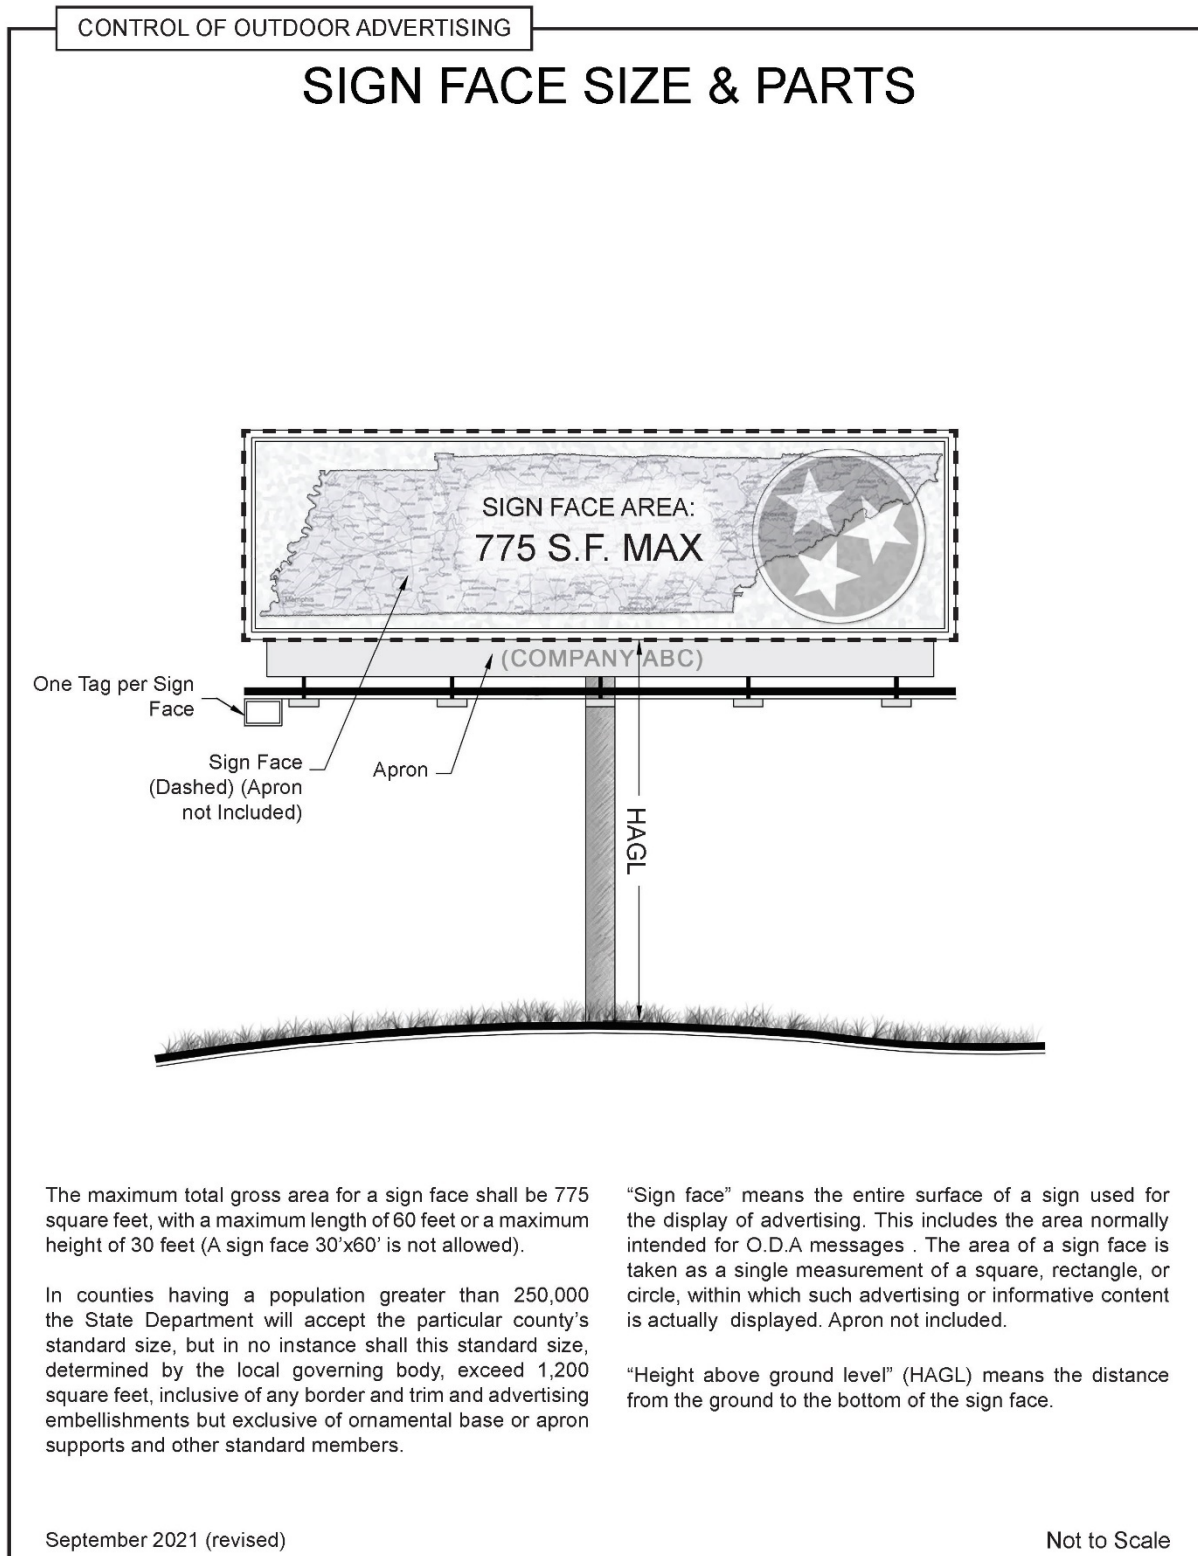 CONTROL OF OUTDOOR ADVERTISING
SIGN FACE SIZE & PARTS
SIGN FACE AREA:
775 S.F. MAX
(COMPANY ABC)
One Tag per Sign
Face
Sign Face
(Dashed) (Apron
not Included)
Apron
HAGL
The maximum total gross area for a sign face shall be 775
square feet, with a maximum length of 60 feet or a maximum
height of 30 feet (A sign face 30’x60’ is not allowed).
In counties having a population greater than 250,000
the State Department will accept the particular county’s
standard size, but in no instance shall this standard size,
determined by the local governing body, exceed 1,200
square feet, inclusive of any border and trim and advertising
embellishments but exclusive of ornamental base or apron
supports and other standard members.
“Sign face” means the entire surface of a sign used for
the display of advertising. This includes the area normally
intended for O.D.A messages . The area of a sign face is
taken as a single measurement of a square, rectangle, or
circle, within which such advertising or informative content
is actually displayed. Apron not included.
“Height above ground level” (HAGL) means the distance
from the ground to the bottom of the sign face.
September 2021 (revised)
Not to Scale